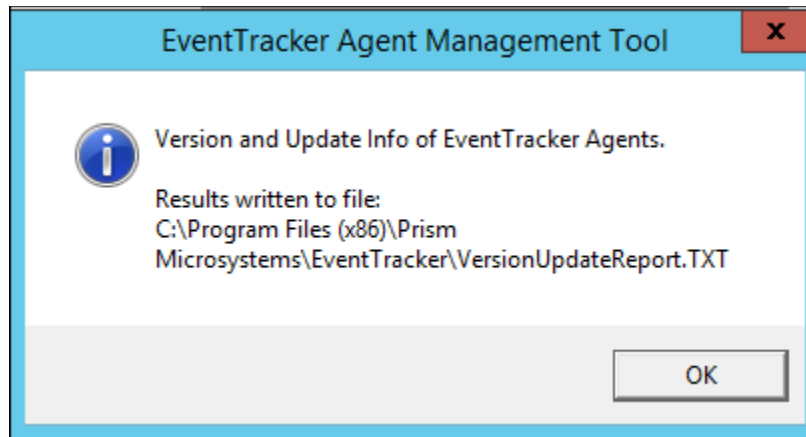 EventTracker Agent Management Tool
x
Version and Update Info of EventTracker Agents.
Results written to file:
C:\Program Files (x86)\Prism
Microsystems\EventTracker\VersionUpdateReport.TXT
OK